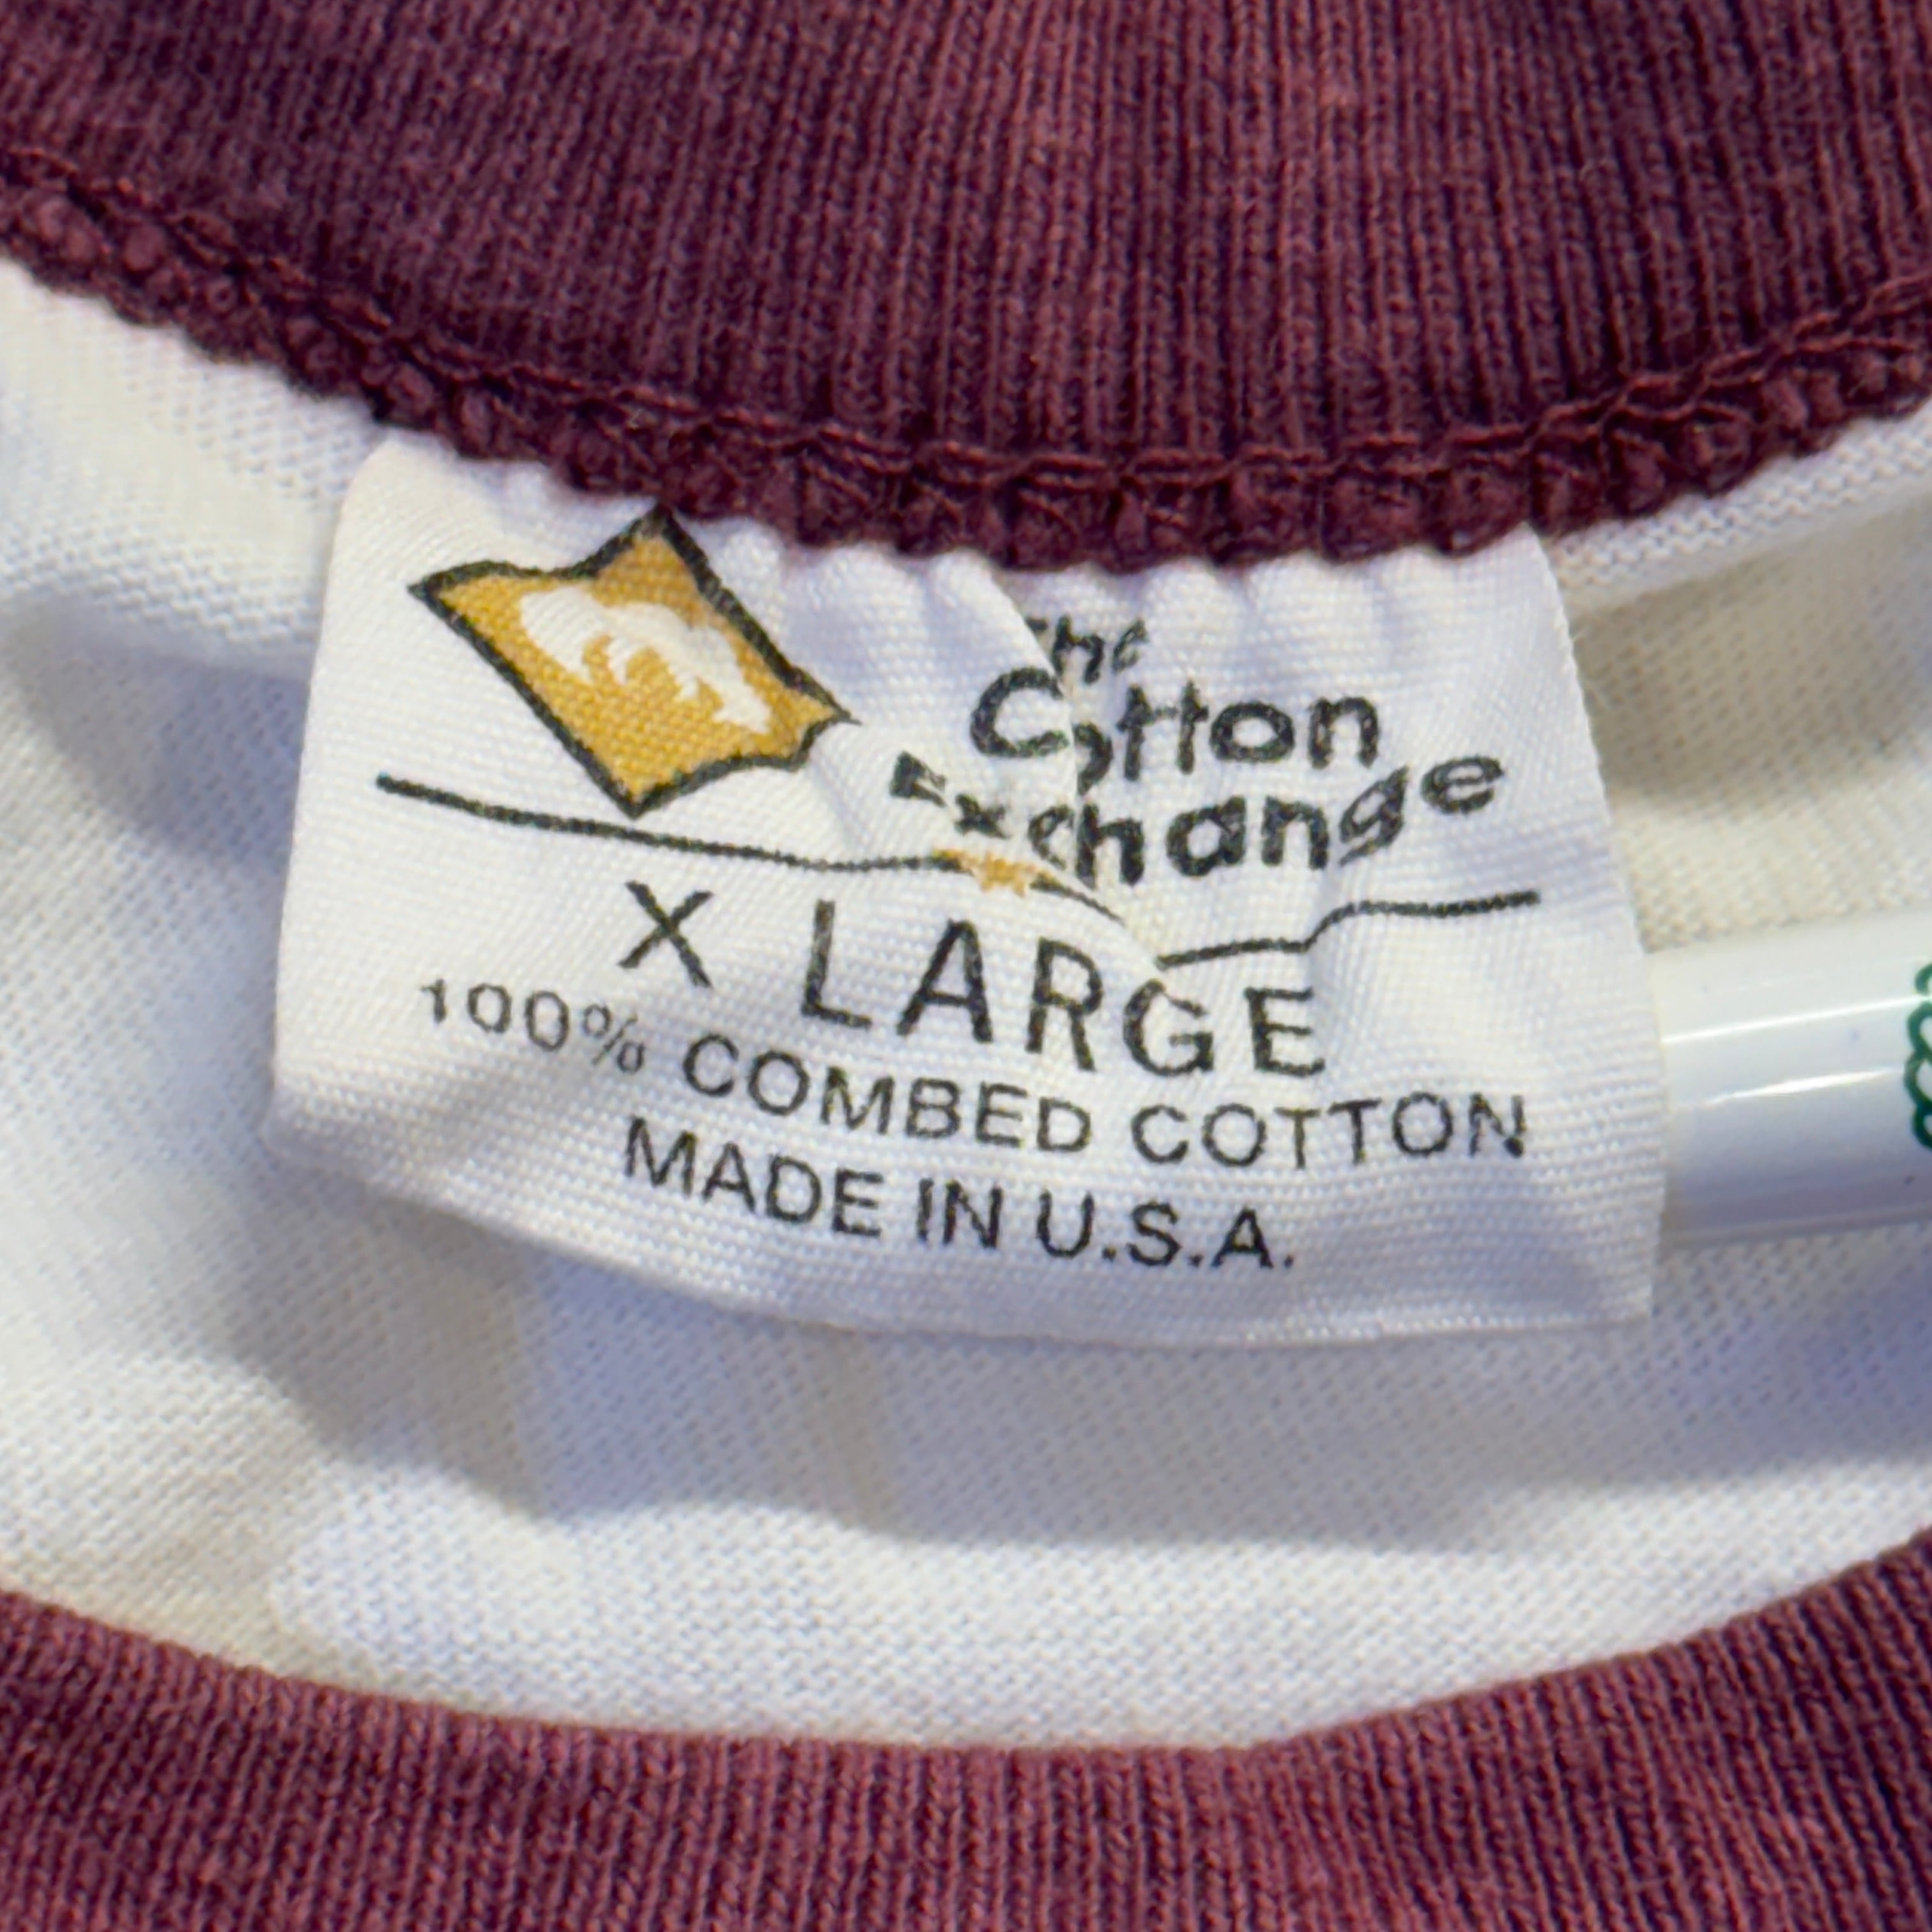 The
Cotton
Exchange
X LARGE
100% COMBED COTTON
MADE IN U.S.A.